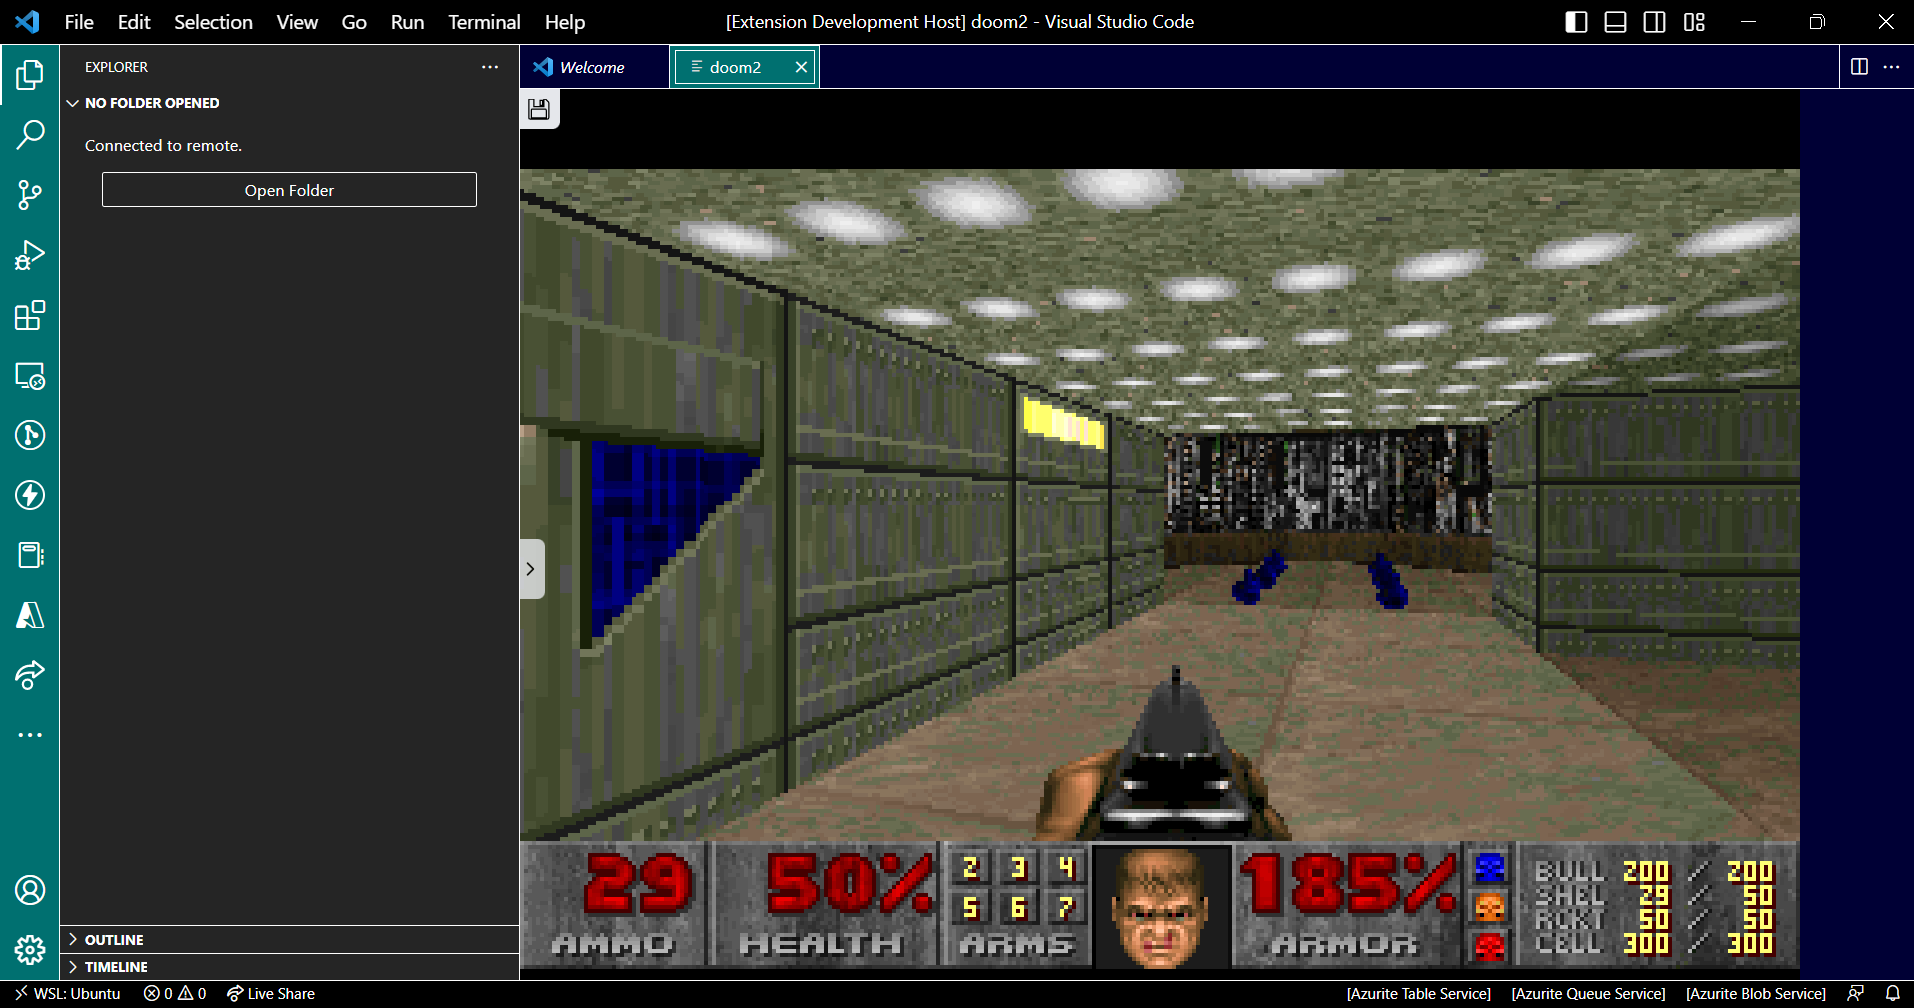 File Edit Selection View Go Run Terminal Help
[Extension Development Host] doom2 - Visual Studio Code
EXPLORER
Welcome
doom2
NO FOLDER OPENED
Connected to remote.
Open Folder
29
50%
2 3 4
5 6 7
185%
BULL 200 / 200
SHEL 29 / 50
RCKT 50 / 50
CELL 300 / 300
AMMO
HEALTH
ARMS
ARMOR
OUTLINE
TIMELINE
WSL: Ubuntu
0
0
Live Share
[Azurite Table Service]
[Azurite Queue Service]
[Azurite Blob Service]